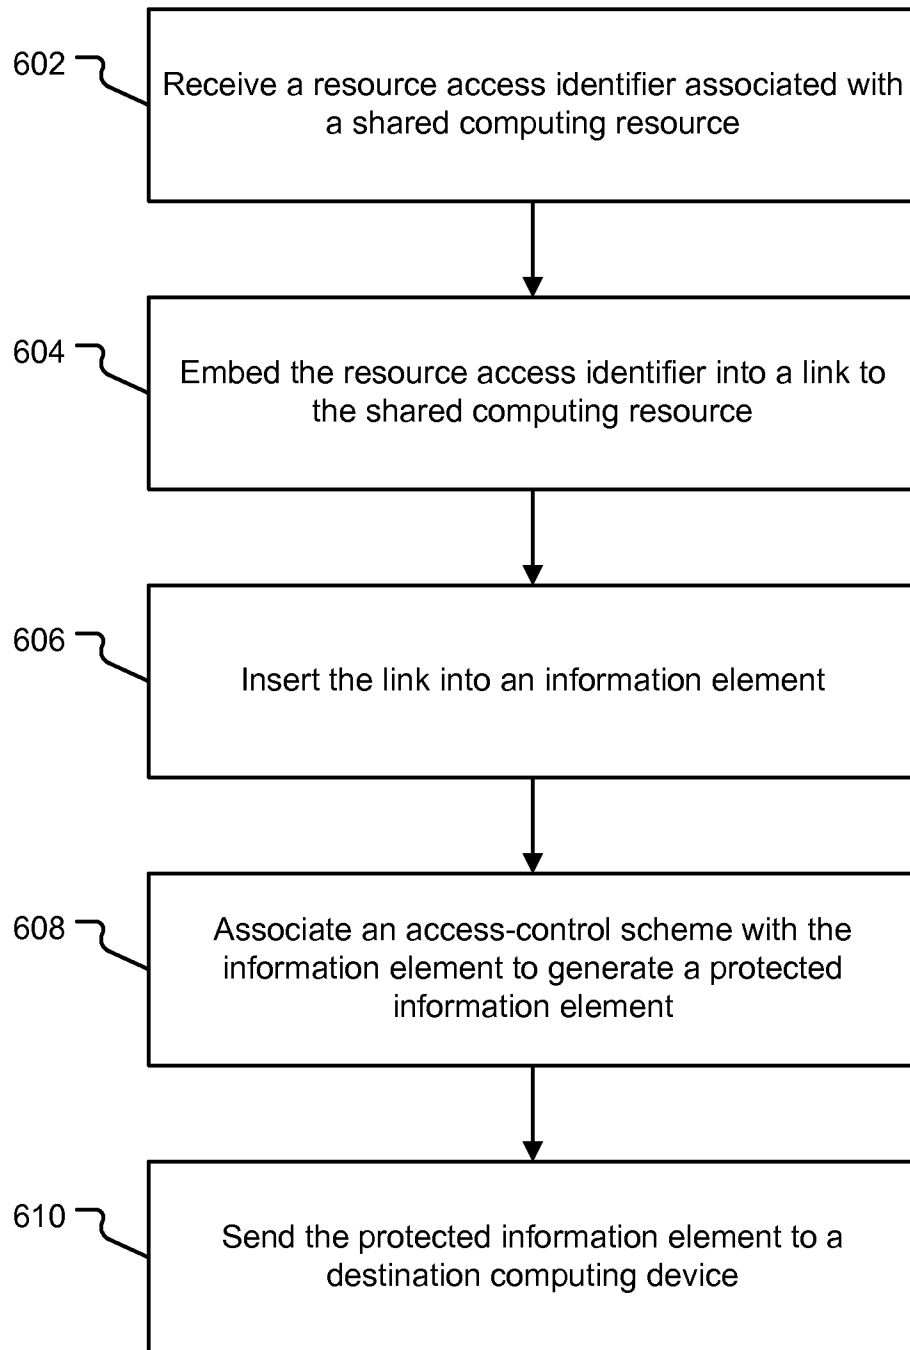 602
Receive a resource access identifier associated with
a shared computing resource
604
Embed the resource access identifier into a link to
the shared computing resource
606
Insert the link into an information element
608
Associate an access-control scheme with the
information element to generate a protected
information element
610
Send the protected information element to a
destination computing device